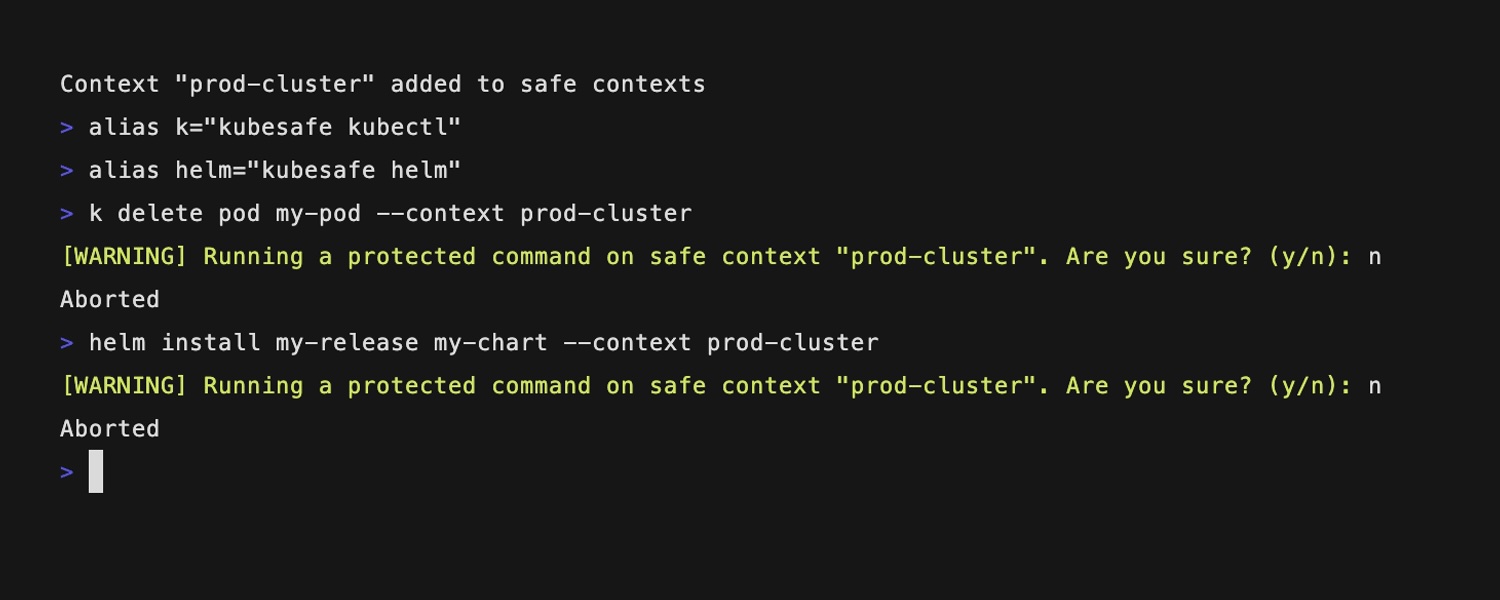 Context "prod-cluster" added to safe contexts
> alias k="kubesafe kubectl"
> alias helm="kubesafe helm"
> k delete pod my-pod --context prod-cluster
[WARNING] Running a protected command on safe context "prod-cluster". Are you sure? (y/n): n
Aborted
> helm install my-release my-chart --context prod-cluster
[WARNING] Running a protected command on safe context "prod-cluster". Are you sure? (y/n): n
Aborted
>